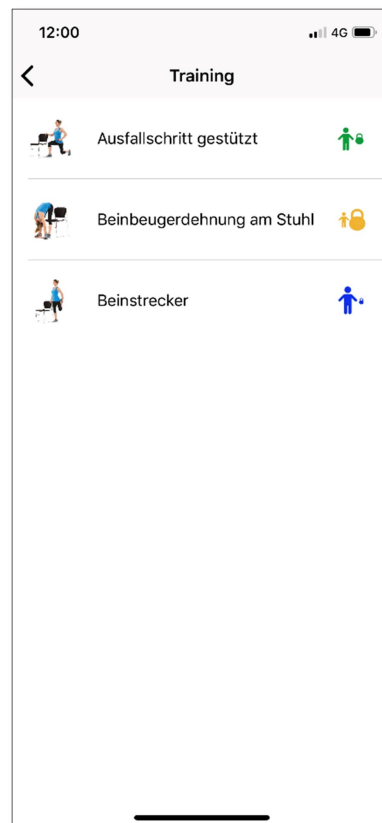 12:00
4G
Training
Ausfallschritt gestützt
Beinbeugerdehnung am Stuhl
Beinstrecker